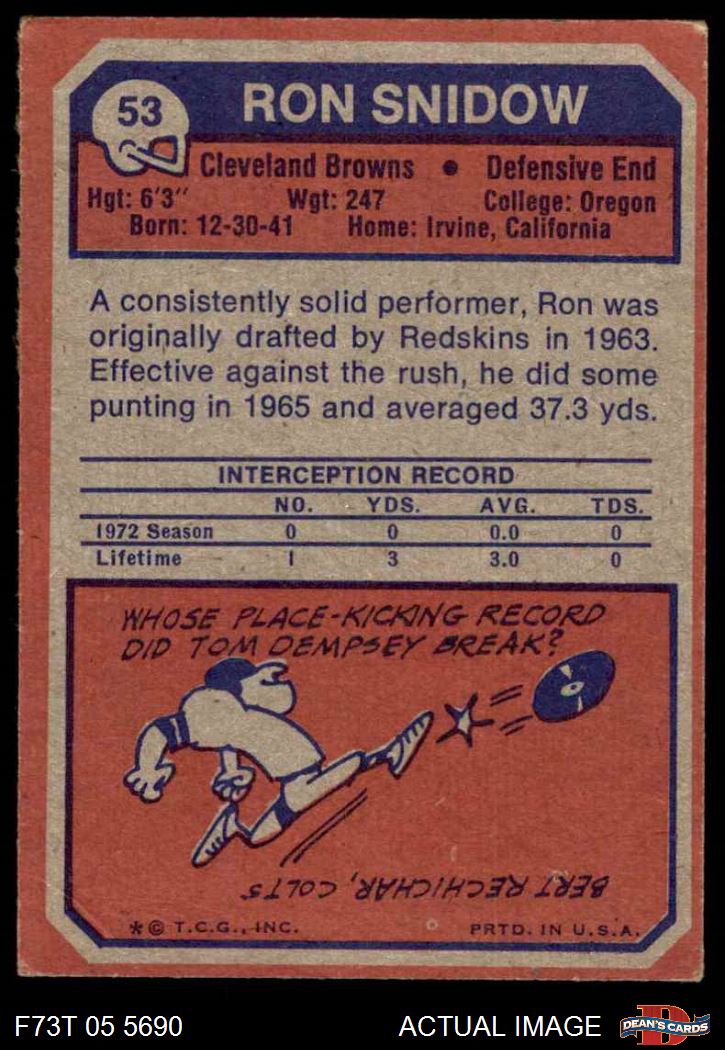 53
RON SNIDOW
Cleveland Browns • Defensive End
Hgt: 6'3" Wgt: 247 College: Oregon
Born: 12-30-41 Home: Irvine, California
A consistently solid performer, Ron was
originally drafted by Redskins in 1963.
Effective against the rush, he did some
punting in 1965 and averaged 37.3 yds.
INTERCEPTION RECORD
NO. YDS. AVG. TDS.
1972 Season 0 0 0.0 0
Lifetime 1 3 3.0 0
WHOSE PLACE-KICKING RECORD
DID TOM DEMPSEY BREAK?
BERT RECHICHAR, COLTS
*© T.C.G., INC. PRTD. IN U.S.A.
F73T 05 5690 ACTUAL IMAGE
D
DEAN'S CARDS